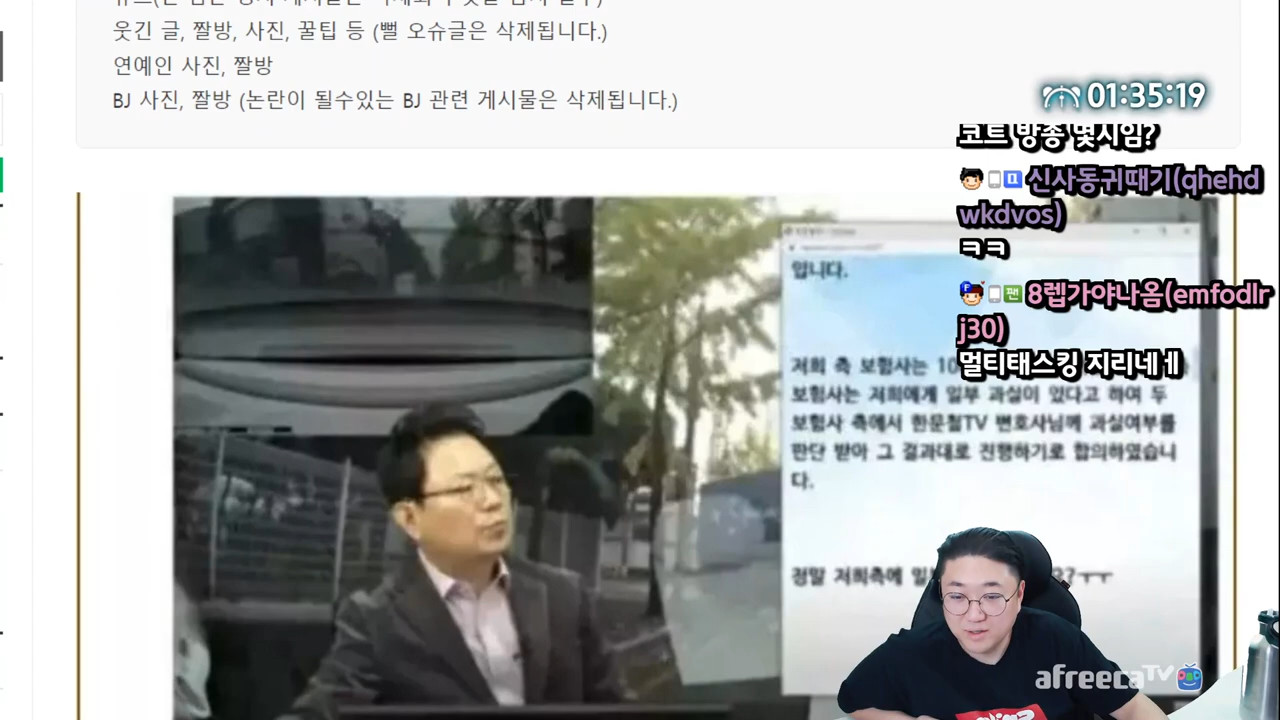 웃긴 글, 짤방, 사진, 꿀팁 등 (뻘 오슈글은 삭제됩니다.)
연예인 사진, 짤방
BJ 사진, 짤방 (논란이 될수있는 BJ 관련 게시물은 삭제됩니다.)
01:35:19
코트 방종 몇시임?
신사동귀때기(qhehd
wkdvos)
ㅋㅋ
8렙가야나옴(emfodlr
j30)
멀티태스킹 지리네ㅔ
입니다.
저희 측 보험사는 10
보험사는 저희에게 일부 과실이 있다고 하여 두
보험사 측에서 한문철TV 변호사님께 과실여부를
판단 받아 그 결과대로 진행하기로 합의하였습니
다.
정말 저희측에 ㅜㅜ
afreecaTV